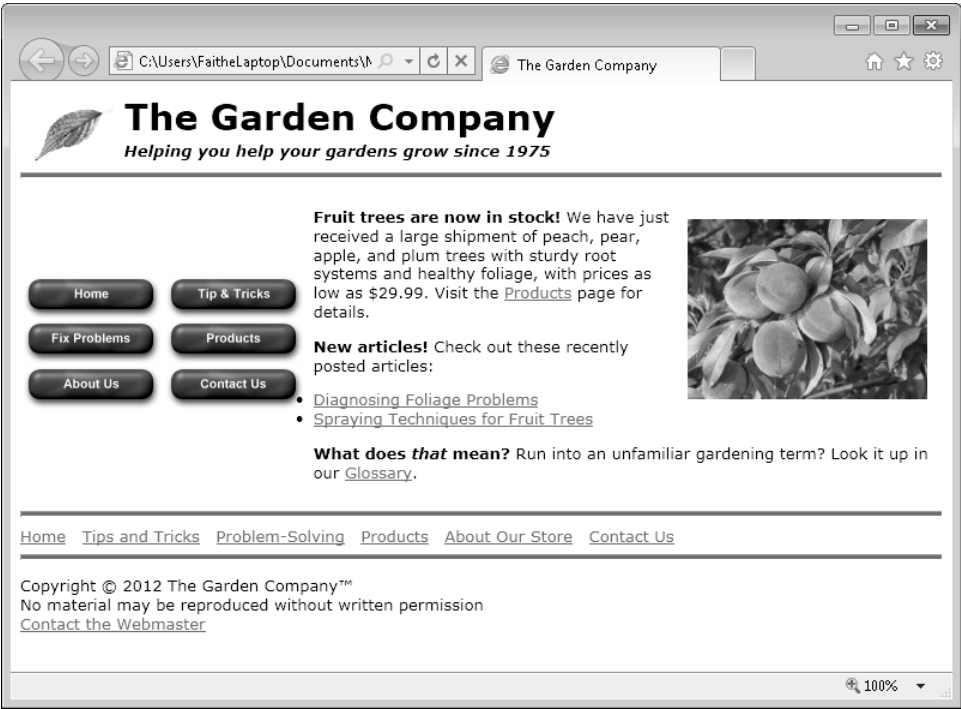 C:\Users\FaitheLaptop\Documents\N
The Garden Company
The Garden Company
Helping you help your gardens grow since 1975
Home
Tip & Tricks
Fix Problems
Products
About Us
Contact Us
Fruit trees are now in stock! We have just
received a large shipment of peach, pear,
apple, and plum trees with sturdy root
systems and healthy foliage, with prices as
low as $29.99. Visit the Products page for
details.
New articles! Check out these recently
posted articles:
• Diagnosing Foliage Problems
• Spraying Techniques for Fruit Trees
What does that mean? Run into an unfamiliar gardening term? Look it up in
our Glossary.
Home Tips and Tricks Problem-Solving Products About Our Store Contact Us
Copyright © 2012 The Garden Company™
No material may be reproduced without written permission
Contact the Webmaster
100%